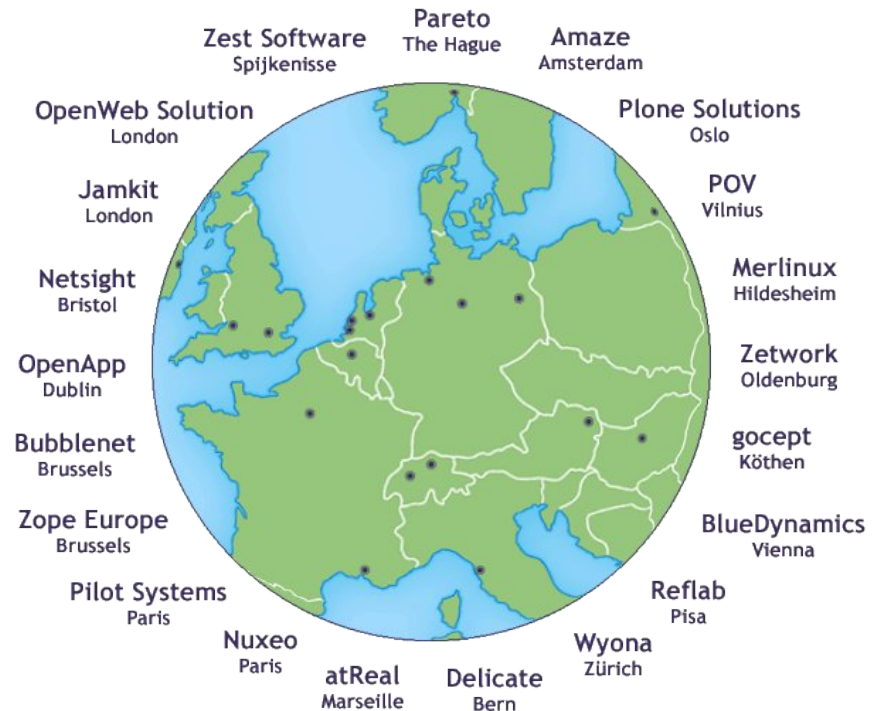 Pareto
The Hague
Amaze
Amsterdam
Plone Solutions
Oslo
POV
Vilnius
Merlinux
Hildesheim
Zetwork
Oldenburg
gocept
Köthen
BlueDynamics
Vienna
Reflab
Pisa
Wyona
Zürich
Delicate
Bern
atReal
Marseille
Nuxeo
Paris
Pilot Systems
Paris
Zope Europe
Brussels
Bubblenet
Brussels
OpenApp
Dublin
Netsight
Bristol
Jamkit
London
OpenWeb Solution
London
Zest Software
Spijkenisse